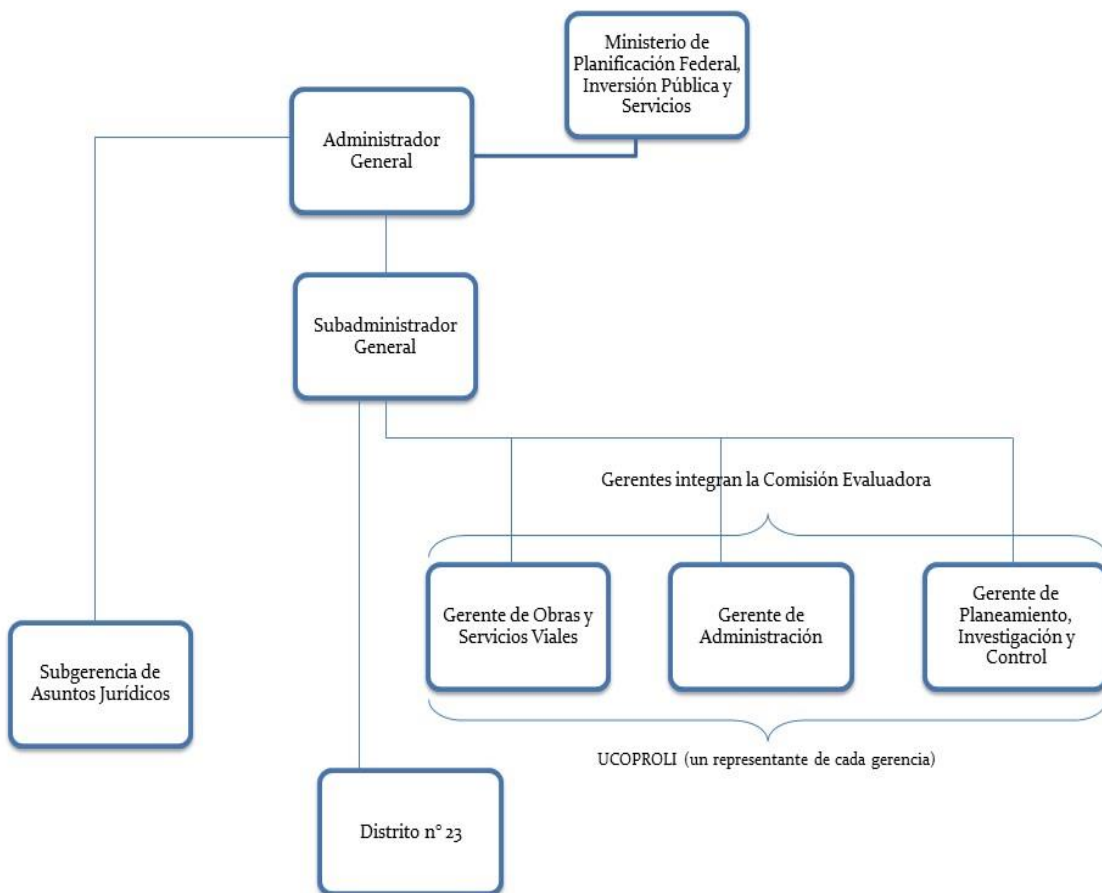 Ministerio de
Planificación Federal,
Inversión Pública y
Servicios
Administrador
General
Subadministrador
General
Gerentes integran la Comisión Evaluadora
Gerente de Obras y
Servicios Viales
Gerente de
Administración
Gerente de
Planeamiento,
Investigación y
Control
Subgerencia de
Asuntos Jurídicos
UCOPROLI (un representante de cada gerencia)
Distrito n° 23